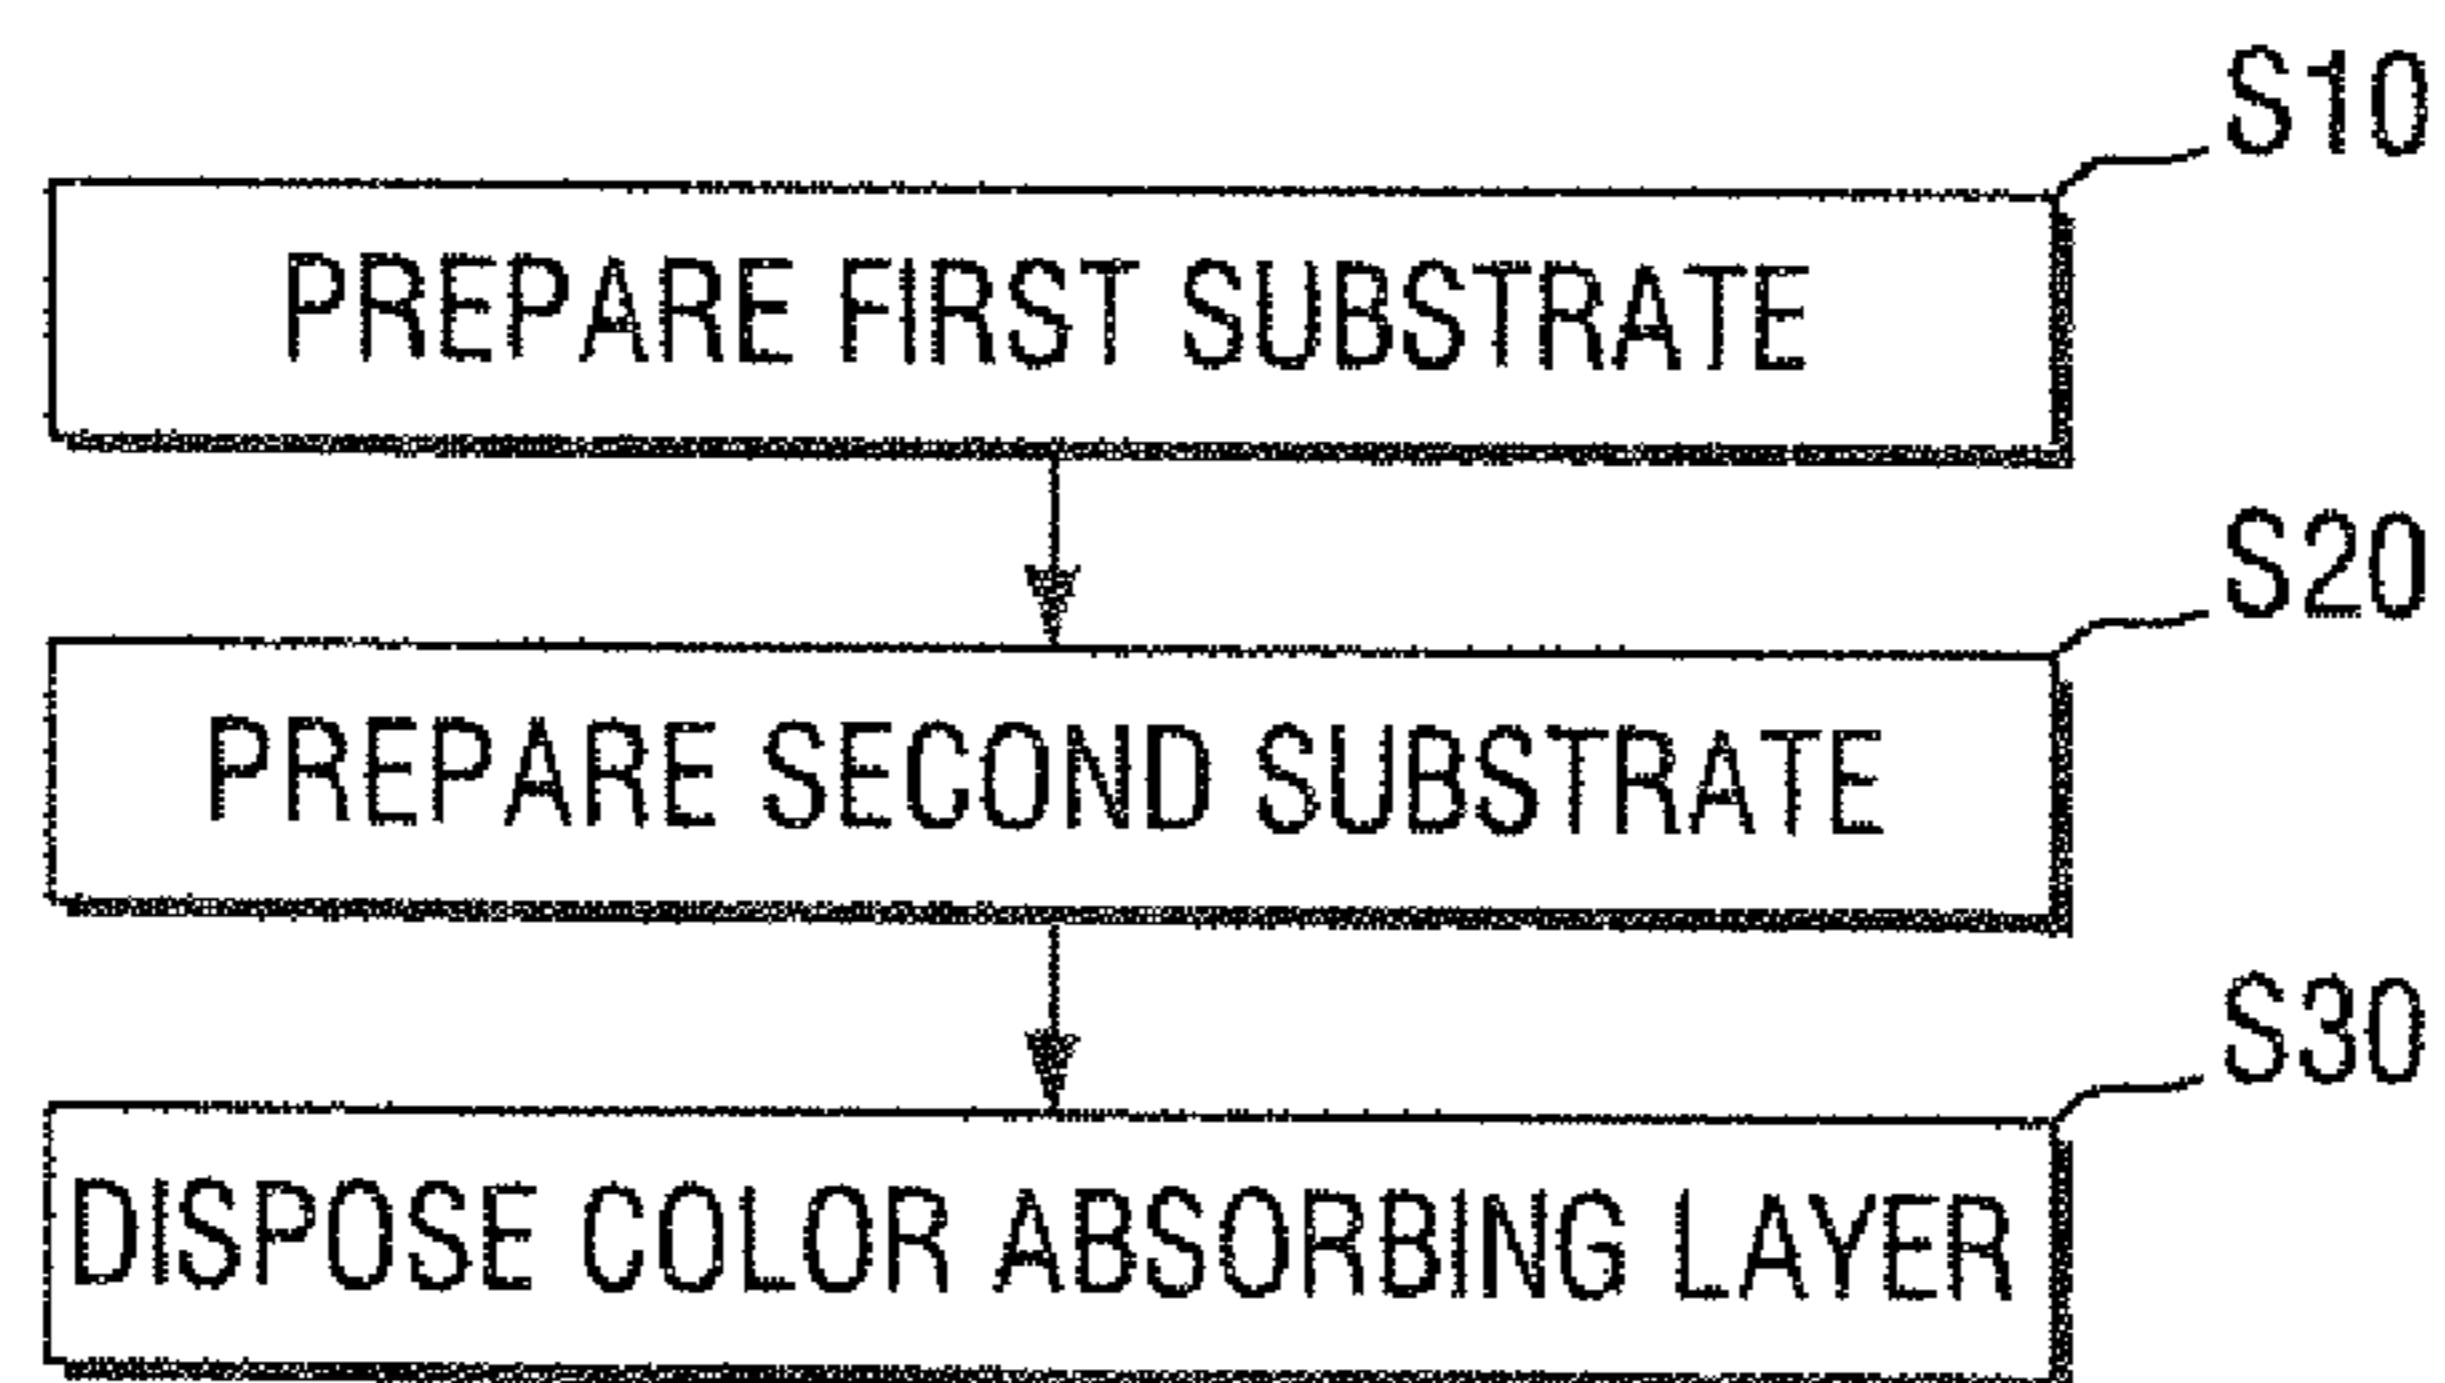 S10
PREPARE FIRST SUBSTRATE
S20
PREPARE SECOND SUBSTRATE
S30
DISPOSE COLOR ABSORBING LAYER